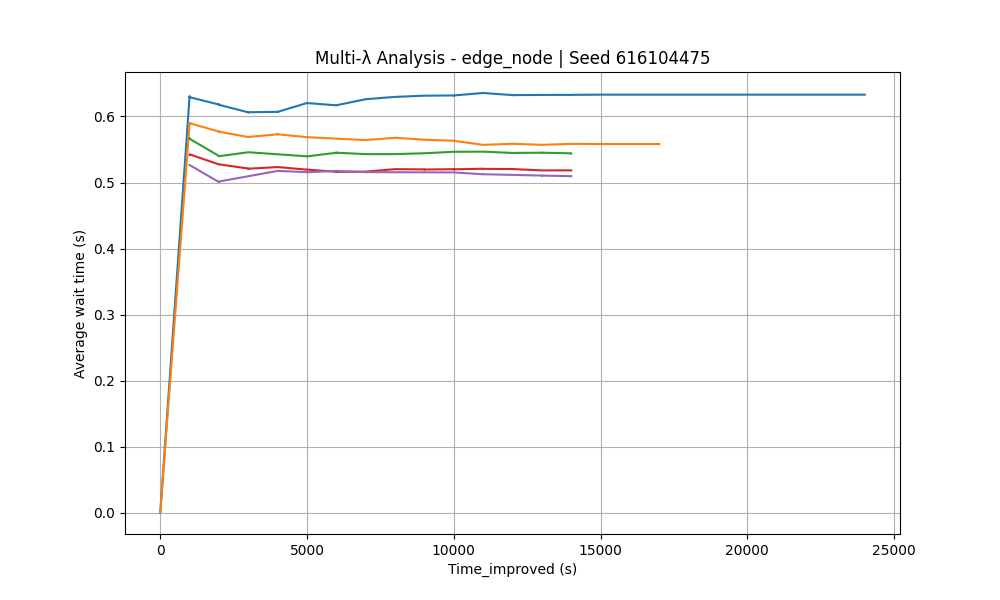 Multi-λ Analysis - edge_node | Seed 616104475
Average wait time (s)
0.6
0.5
0.4
0.3
0.2
0.1
0.0
0 5000 10000 15000 20000 25000
Time_improved (s)